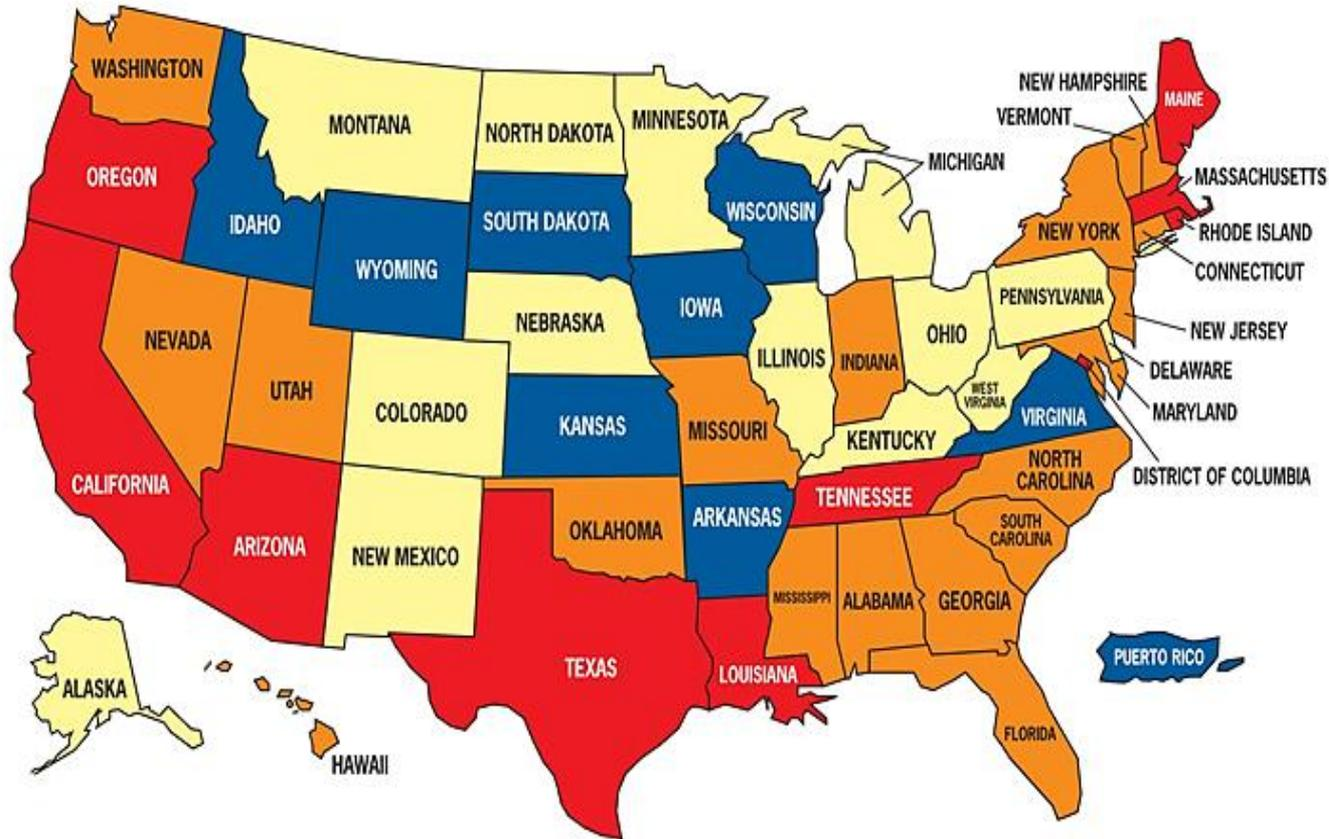 WASHINGTON
MONTANA
NORTH DAKOTA
MINNESOTA
NEW HAMPSHIRE
VERMONT
MAINE
MICHIGAN
MASSACHUSETTS
OREGON
IDAHO
SOUTH DAKOTA
WISCONSIN
NEW YORK
RHODE ISLAND
CONNECTICUT
WYOMING
PENNSYLVANIA
NEBRASKA
IOWA
NEW JERSEY
NEVADA
OHIO
ILLINOIS
INDIANA
DELAWARE
UTAH
COLORADO
WEST
VIRGINIA
MARYLAND
VIRGINIA
KANSAS
MISSOURI
KENTUCKY
NORTH
CAROLINA
DISTRICT OF COLUMBIA
CALIFORNIA
TENNESSEE
ARIZONA
NEW MEXICO
OKLAHOMA
ARKANSAS
SOUTH
CAROLINA
MISSISSIPPI
ALABAMA
GEORGIA
TEXAS
LOUISIANA
PUERTO RICO
ALASKA
FLORIDA
HAWAII